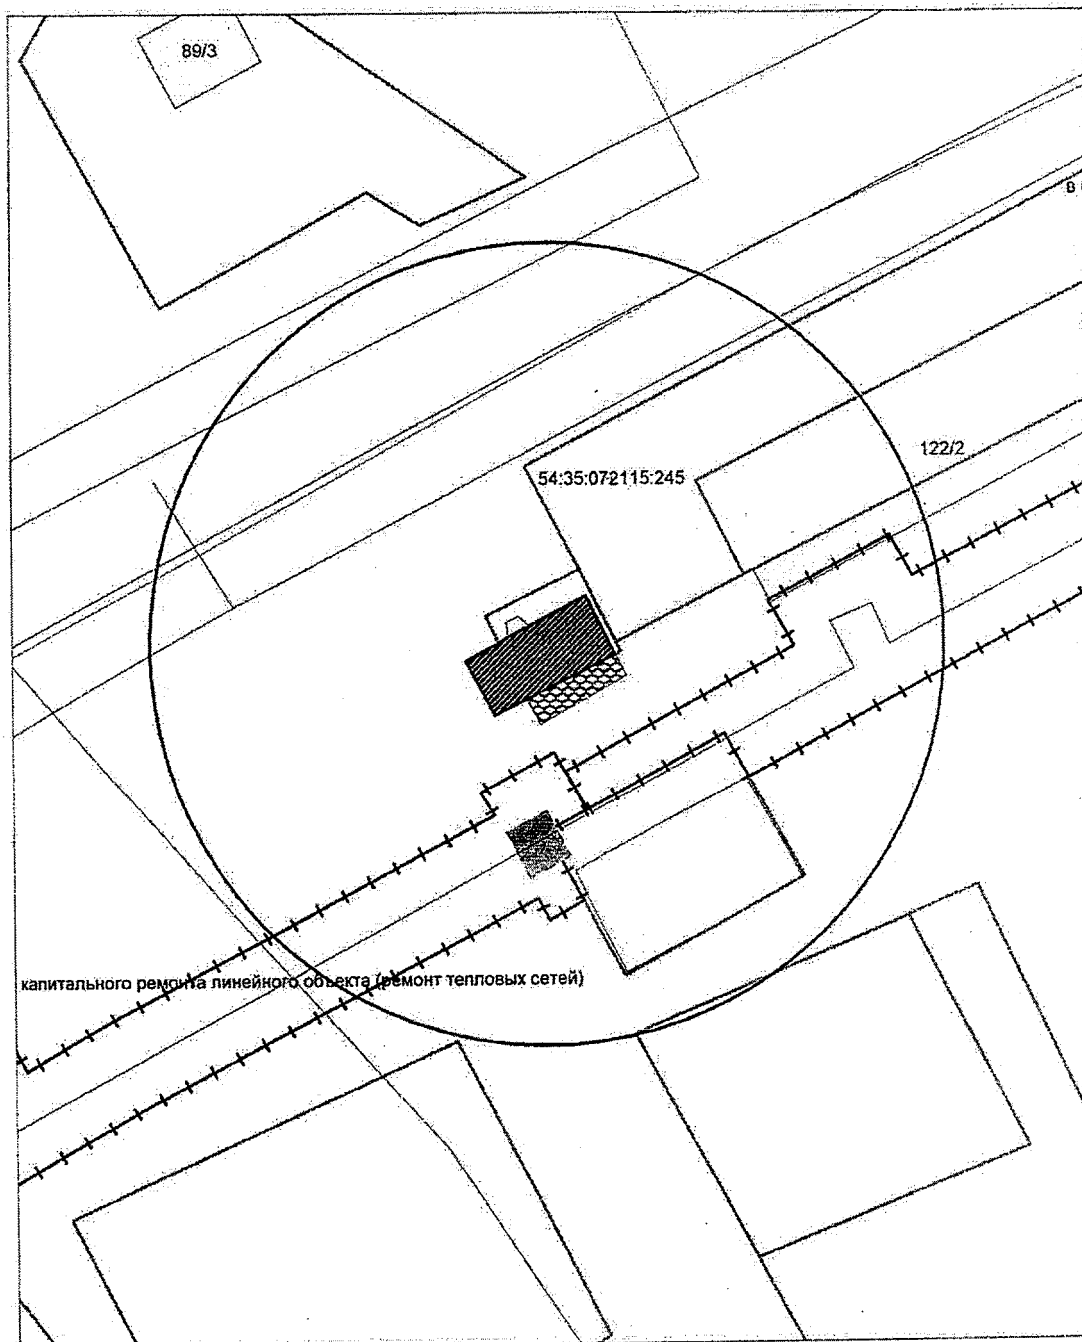 89/3
в
122/2
54:35:072115:245
капитального ремонта линейного объекта (ремонт тепловых сетей)